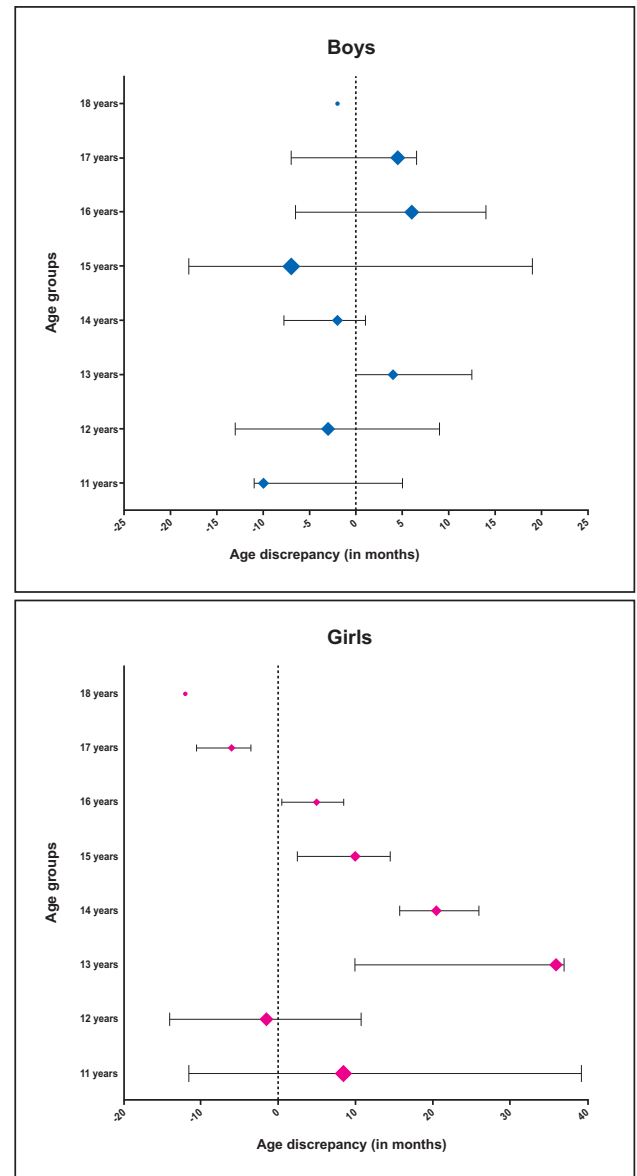 Boys
18 years
17 years
16 years
15 years
14 years
13 years
12 years
11 years
Age groups
-25 -20 -15 -10 -5 0 5 10 15 20 25
Age discrepancy (in months)
Girls
18 years
17 years
16 years
15 years
14 years
13 years
12 years
11 years
Age groups
-20 -10 0 10 20 30 40
Age discrepancy (in months)